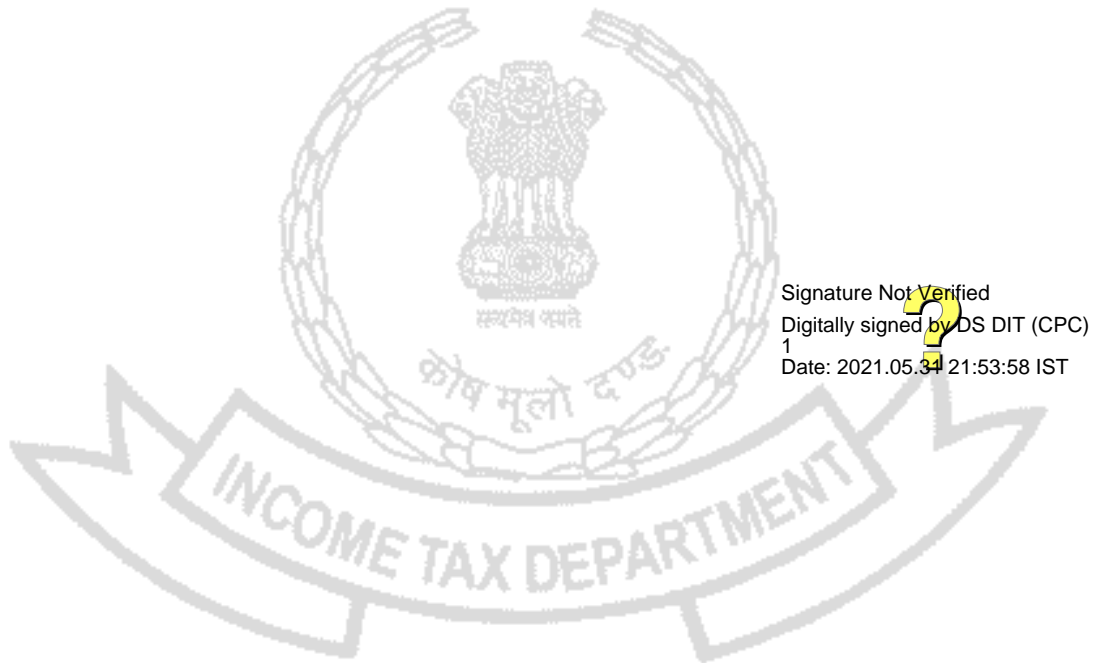 सत्यमेव जयते
Signature Not Verified
Digitally signed by DS DIT (CPC)
1
Date: 2021.05.31 21:53:58 IST
कोष मूलो दण्डः
INCOME TAX DEPARTMENT